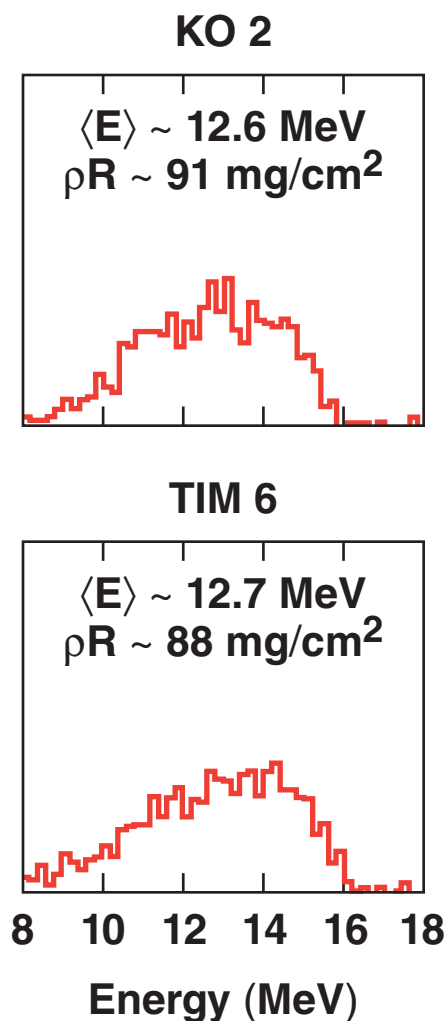 KO 2
⟨E⟩ ~ 12.6 MeV
ρR ~ 91 mg/cm²
TIM 6
⟨E⟩ ~ 12.7 MeV
ρR ~ 88 mg/cm²
8 10 12 14 16 18
Energy (MeV)